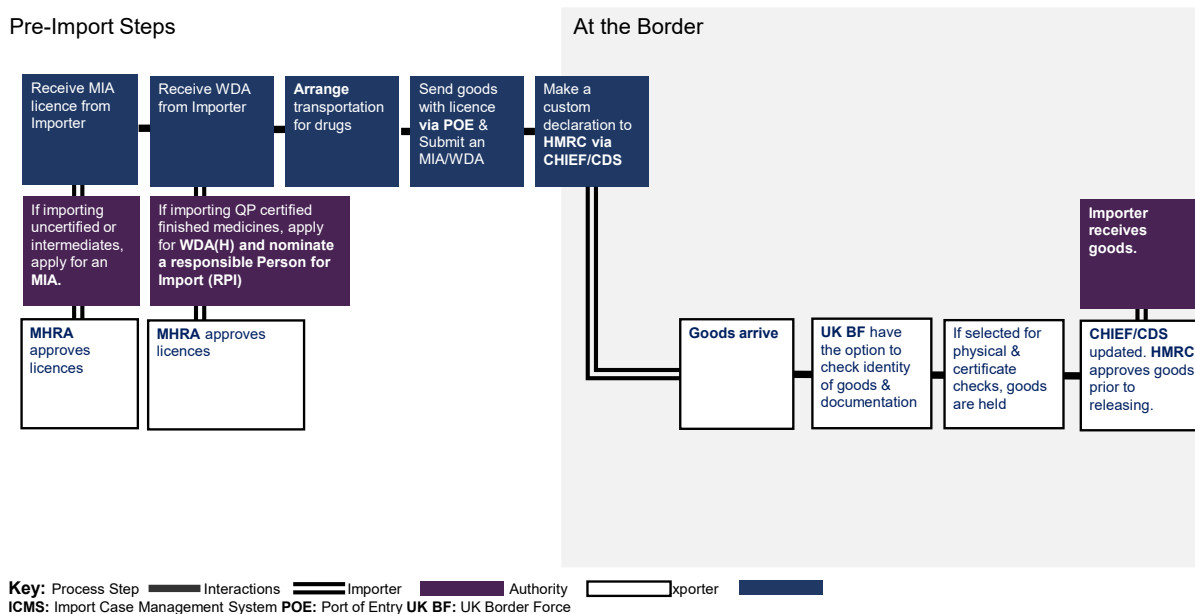 Pre-Import Steps
At the Border
Receive MIA
licence from
Importer
Receive WDA
from Importer
Arrange
transportation
for drugs
Send goods
with licence
via POE &
Submit an
MIA/WDA
Make a
custom
declaration to
HMRC via
CHIEF/CDS
If importing
uncertified or
intermediates,
apply for an
MIA.
If importing QP certified
finished medicines, apply
for WDA(H) and nominate
a responsible Person for
Import (RPI)
Importer
receives
goods.
MHRA
approves
licences
MHRA approves
licences
Goods arrive
UK BF have
the option to
check identity
of goods &
documentation
If selected for
physical &
certificate
checks, goods
are held
CHIEF/CDS
updated. HMRC
approves goods
prior to
releasing.
Key: Process Step Interactions Importer Authority xporter
ICMS: Import Case Management System POE: Port of Entry UK BF: UK Border Force